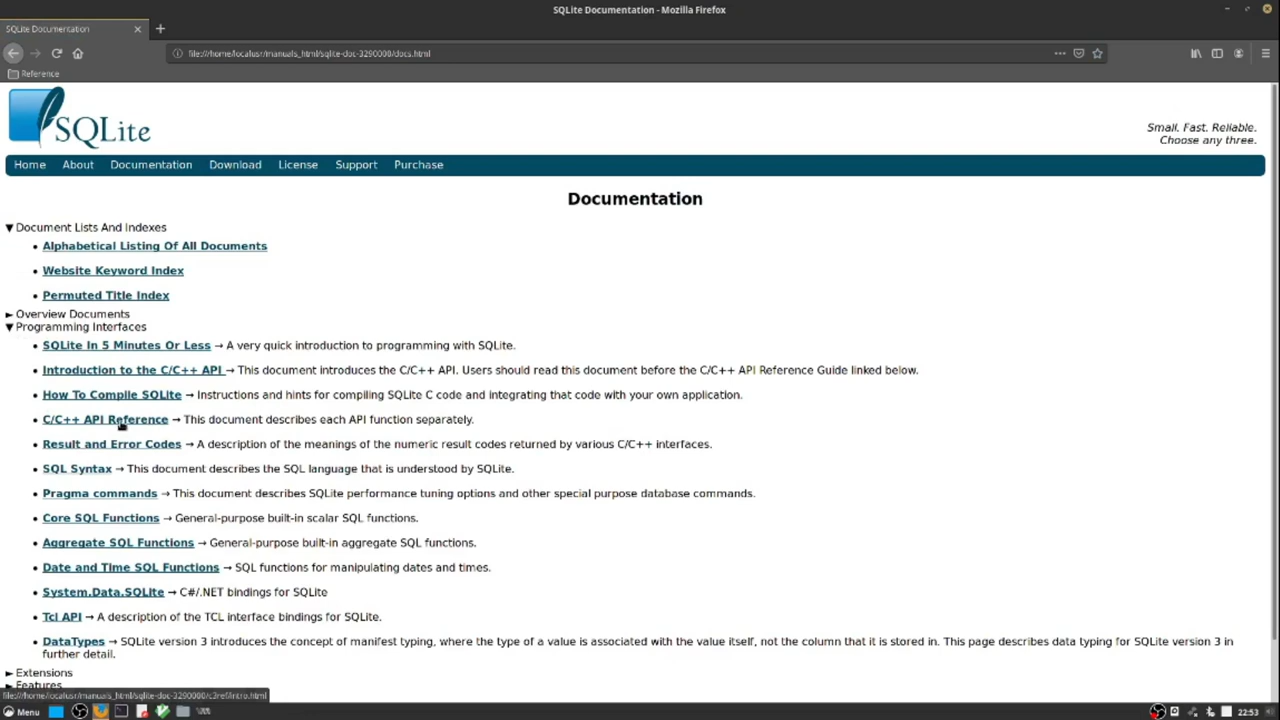 SQLite Documentation - Mozilla Firefox
SQLite Documentation
file:///home/localusr/manuals_html/sqlite-doc-3290000/docs.html
Reference
SQLite
Small. Fast. Reliable.
Choose any three.
Home About Documentation Download License Support Purchase
Documentation
▼ Document Lists And Indexes
• Alphabetical Listing Of All Documents
• Website Keyword Index
• Permuted Title Index
► Overview Documents
▼ Programming Interfaces
• SQLite In 5 Minutes Or Less → A very quick introduction to programming with SQLite.
• Introduction to the C/C++ API → This document introduces the C/C++ API. Users should read this document before the C/C++ API Reference Guide linked below.
• How To Compile SQLite → Instructions and hints for compiling SQLite C code and integrating that code with your own application.
• C/C++ API Reference → This document describes each API function separately.
• Result and Error Codes → A description of the meanings of the numeric result codes returned by various C/C++ interfaces.
• SQL Syntax → This document describes the SQL language that is understood by SQLite.
• Pragma commands → This document describes SQLite performance tuning options and other special purpose database commands.
• Core SQL Functions → General-purpose built-in scalar SQL functions.
• Aggregate SQL Functions → General-purpose built-in aggregate SQL functions.
• Date and Time SQL Functions → SQL functions for manipulating dates and times.
• System.Data.SQLite → C#/.NET bindings for SQLite
• Tcl API → A description of the TCL interface bindings for SQLite.
• DataTypes → SQLite version 3 introduces the concept of manifest typing, where the type of a value is associated with the value itself, not the column that it is stored in. This page describes data typing for SQLite version 3 in
further detail.
► Extensions
► Features
file:///home/localusr/manuals_html/sqlite-doc-3290000/c3ref/intro.html
Menu
22:53